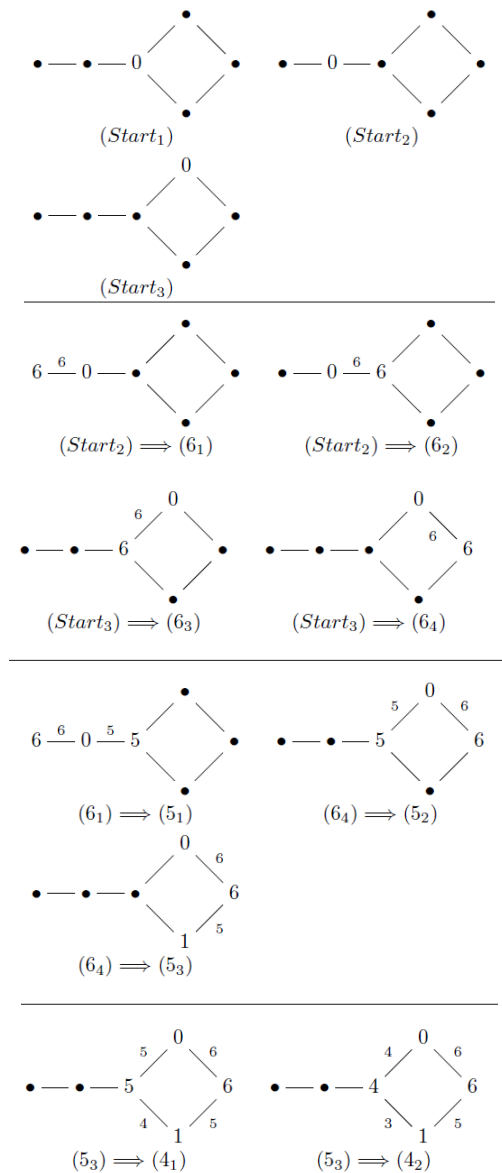 0
(Start₁)
0
(Start₂)
0
(Start₃)
6 6 0
(Start₂) ⟹ (6₁)
0 6 6
(Start₂) ⟹ (6₂)
0
6
6
(Start₃) ⟹ (6₃)
0
6 6
(Start₃) ⟹ (6₄)
6 6 0 5 5
(6₁) ⟹ (5₁)
0
5 6
5 6
(6₄) ⟹ (5₂)
0
6
6
5
1
(6₄) ⟹ (5₃)
0
5 6
5 6
4 5
1
(5₃) ⟹ (4₁)
0
4 6
4 6
3 5
1
(5₃) ⟹ (4₂)